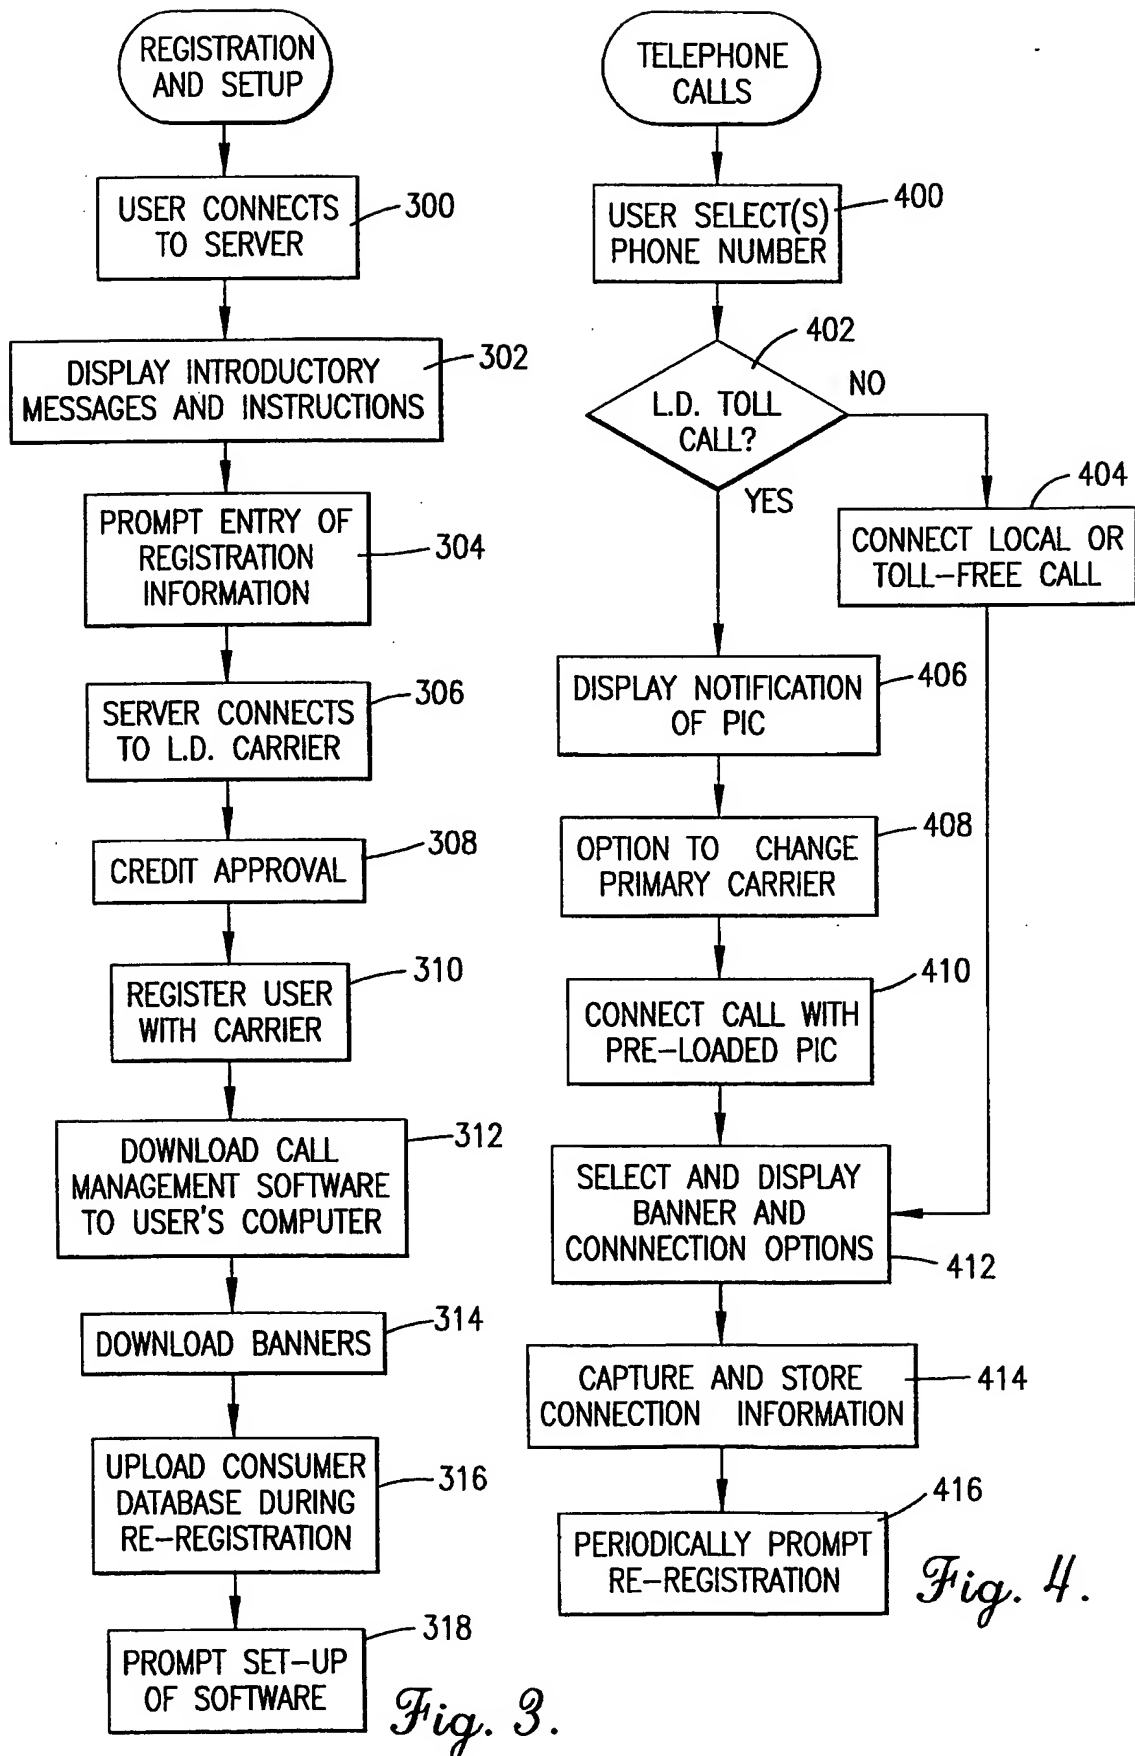 REGISTRATION
AND SETUP
USER CONNECTS
TO SERVER
300
DISPLAY INTRODUCTORY
MESSAGES AND INSTRUCTIONS
302
PROMPT ENTRY OF
REGISTRATION
INFORMATION
304
SERVER CONNECTS
TO L.D. CARRIER
306
CREDIT APPROVAL
308
REGISTER USER
WITH CARRIER
310
DOWNLOAD CALL
MANAGEMENT SOFTWARE
TO USER'S COMPUTER
312
DOWNLOAD BANNERS
314
UPLOAD CONSUMER
DATABASE DURING
RE-REGISTRATION
316
PROMPT SET-UP
OF SOFTWARE
318
Fig. 3.
TELEPHONE
CALLS
USER SELECT(S)
PHONE NUMBER
400
L.D. TOLL
CALL?
402
NO
YES
CONNECT LOCAL OR
TOLL-FREE CALL
404
DISPLAY NOTIFICATION
OF PIC
406
OPTION TO CHANGE
PRIMARY CARRIER
408
CONNECT CALL WITH
PRE-LOADED PIC
410
SELECT AND DISPLAY
BANNER AND
CONNNECTION OPTIONS
412
CAPTURE AND STORE
CONNECTION INFORMATION
414
PERIODICALLY PROMPT
RE-REGISTRATION
416
Fig. 4.